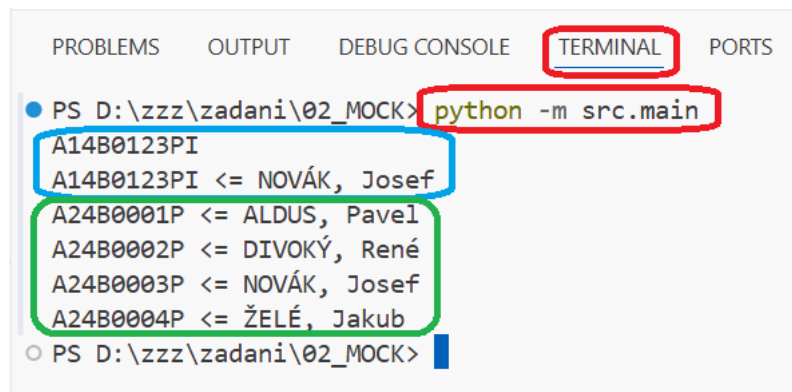 PROBLEMS OUTPUT DEBUG CONSOLE TERMINAL PORTS
PS D:\zzz\zadani\02_MOCK> python -m src.main
A14B0123PI
A14B0123PI <= NOVÁK, Josef
A24B0001P <= ALDUS, Pavel
A24B0002P <= DIVOKÝ, René
A24B0003P <= NOVÁK, Josef
A24B0004P <= ŽELÉ, Jakub
PS D:\zzz\zadani\02_MOCK>